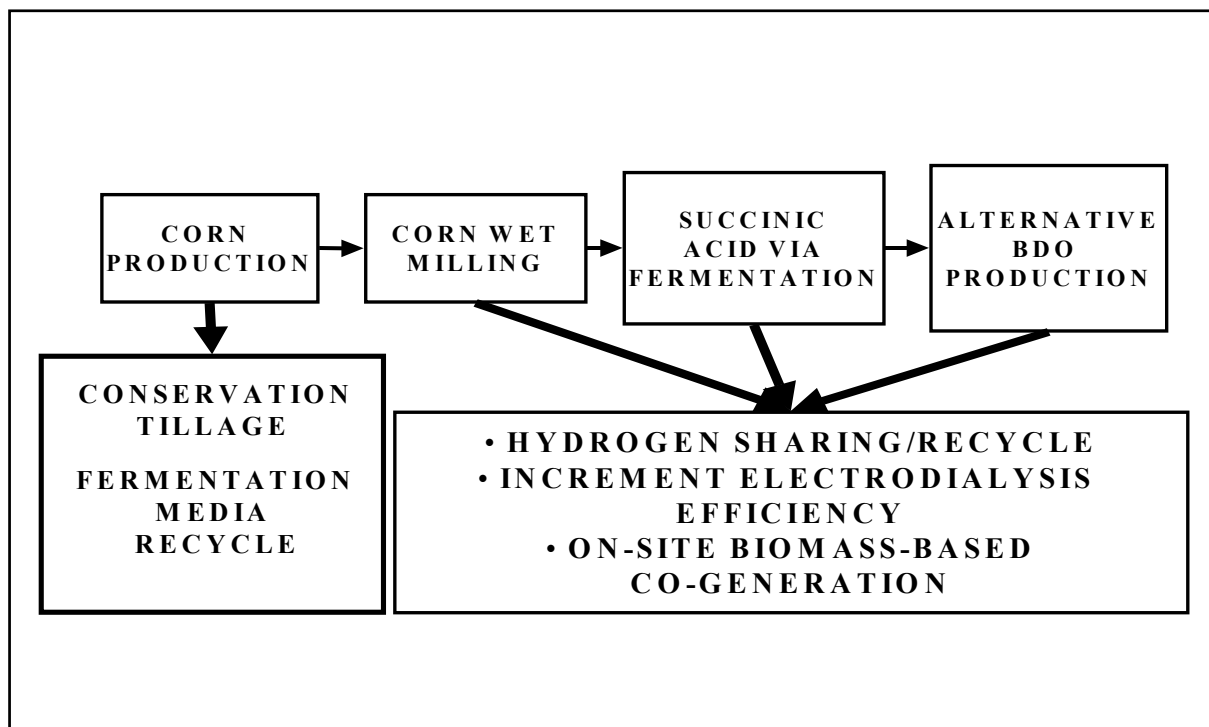 CORN
PRODUCTION
CORN WET
MILLING
SUCCINIC
ACID VIA
FERMENTATION
ALTERNATIVE
BDO
PRODUCTION
CONSERVATION
TILLAGE
FERMENTATION
MEDIA
RECYCLE
• HYDROGEN SHARING/RECYCLE
• INCREMENT ELECTRODIALYSIS
EFFICIENCY
• ON-SITE BIOMASS-BASED
CO-GENERATION